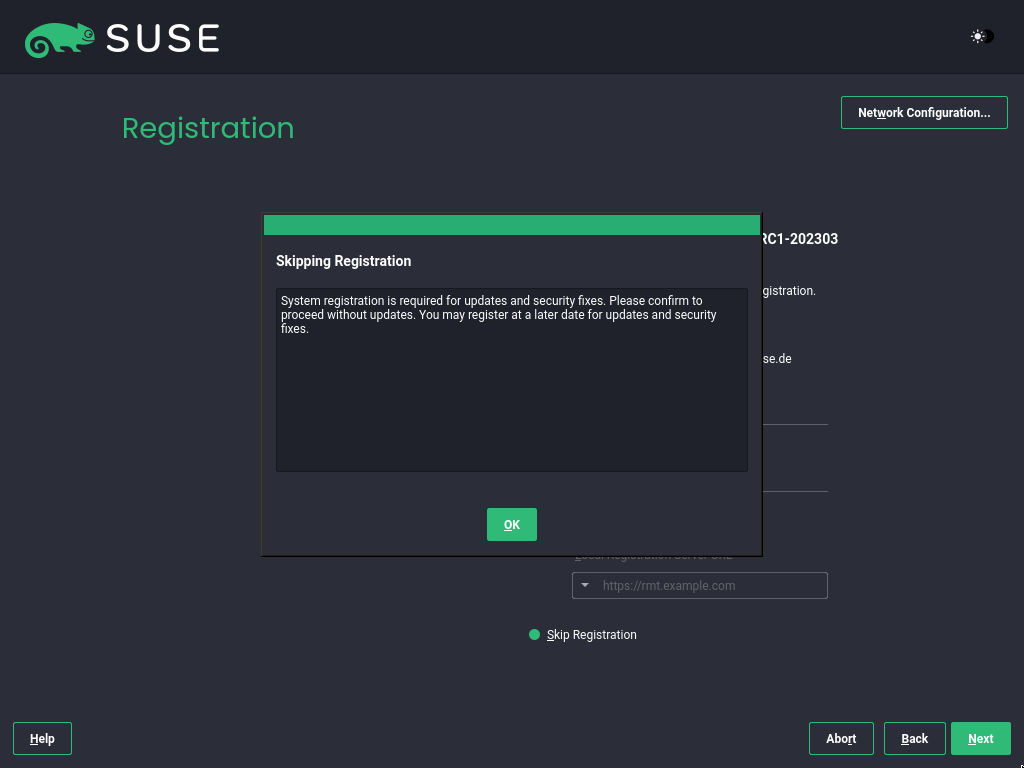 SUSE
Registration
Network Configuration...
RC1-202303
Skipping Registration
System registration is required for updates and security fixes. Please confirm to
proceed without updates. You may register at a later date for updates and security
fixes.
gistration.
se.de
OK
https://rmt.example.com
Skip Registration
Help
Abort
Back
Next